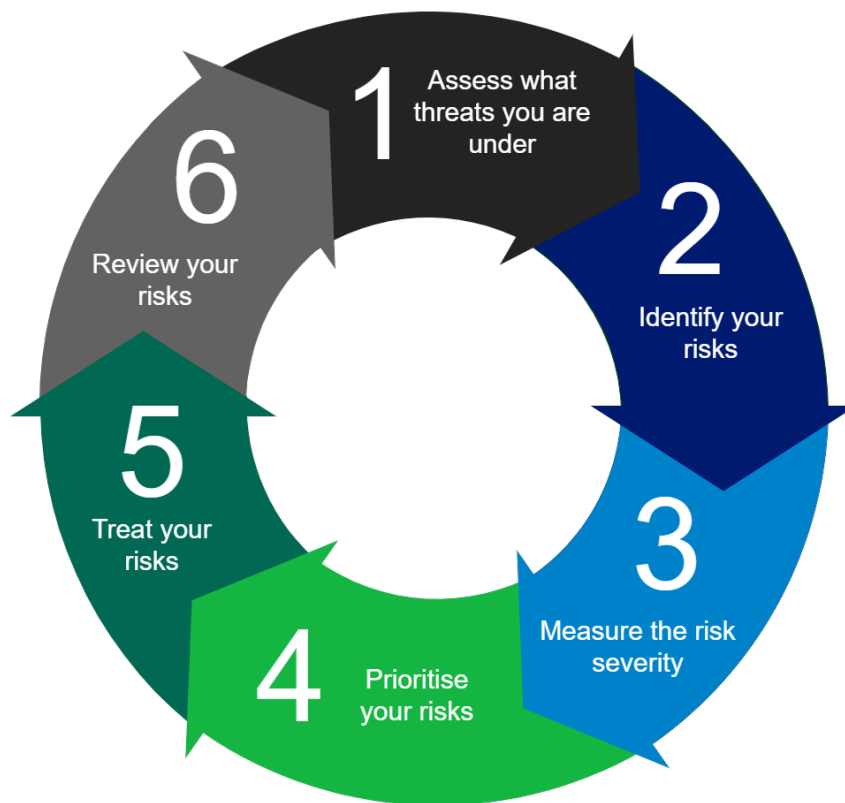 1
Assess what
threats you are
under
2
Identify your
risks
3
Measure the risk
severity
4
Prioritise
your risks
5
Treat your
risks
6
Review your
risks